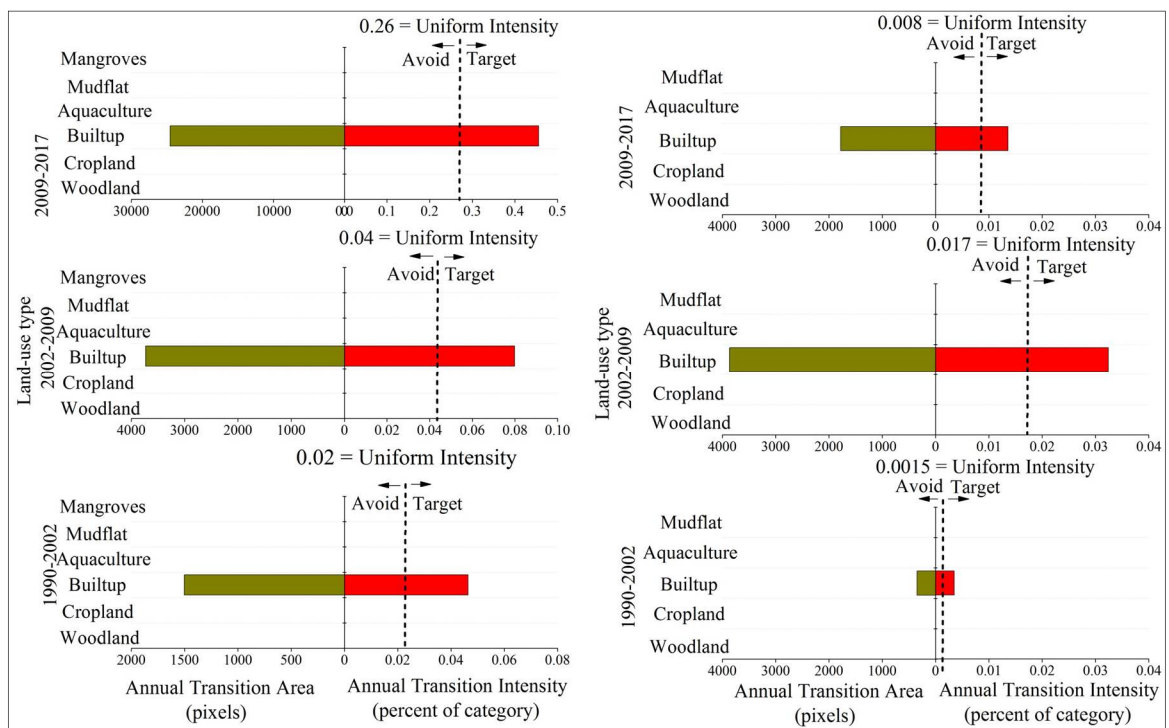 0.26 = Uniform Intensity
Avoid Target
Mangroves
Mudflat
Aquaculture
Builtup
Cropland
Woodland
2009-2017
30000 20000 10000 0 0.0 0.1 0.2 0.3 0.4 0.5
0.04 = Uniform Intensity
Avoid Target
Mangroves
Mudflat
Aquaculture
Builtup
Cropland
Woodland
Land-use type
2002-2009
4000 3000 2000 1000 0 0.02 0.04 0.06 0.08 0.10
0.02 = Uniform Intensity
Avoid Target
Mangroves
Mudflat
Aquaculture
Builtup
Cropland
Woodland
1990-2002
2000 1500 1000 500 0 0.02 0.04 0.06 0.08
Annual Transition Area Annual Transition Intensity
(pixels) (percent of category)
0.008 = Uniform Intensity
Avoid Target
Mudflat
Aquaculture
Builtup
Cropland
Woodland
2009-2017
4000 3000 2000 1000 0 0.01 0.02 0.03 0.04
0.017 = Uniform Intensity
Avoid Target
Mudflat
Aquaculture
Builtup
Cropland
Woodland
Land-use type
2002-2009
4000 3000 2000 1000 0 0.01 0.02 0.03 0.04
0.0015 = Uniform Intensity
Avoid Target
Mudflat
Aquaculture
Builtup
Cropland
Woodland
1990-2002
4000 3000 2000 1000 0 0.01 0.02 0.03 0.04
Annual Transition Area Annual Transition Intensity
(pixels) (percent of category)